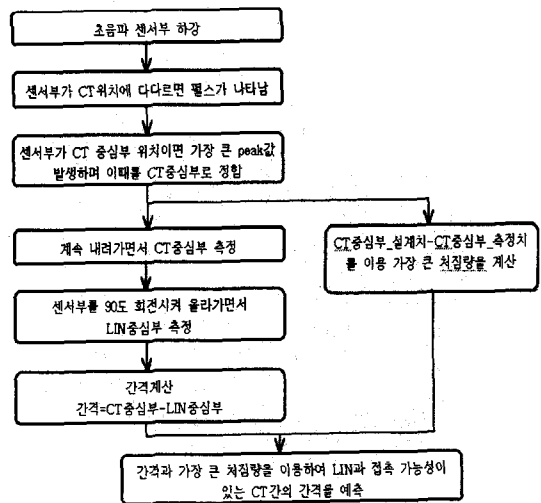 초음파 센서부 하강
센서부가 CT위치에 다다르면 펄스가 나타남
센서부가 CT 중심부 위치이면 가장 큰 peak값
발생하며 이때를 CT중심부로 정함
계속 내려가면서 CT중심부 측정
CT중심부_설계치-CT중심부_측정치
를 이용 가장 큰 처짐량을 계산
센서부를 90도 회전시켜 올라가면서
LIN중심부 측정
간격계산
간격=CT중심부-LIN중심부
간격과 가장 큰 처짐량을 이용하여 LIN과 접촉 가능성이
있는 CT간의 간격을 예측